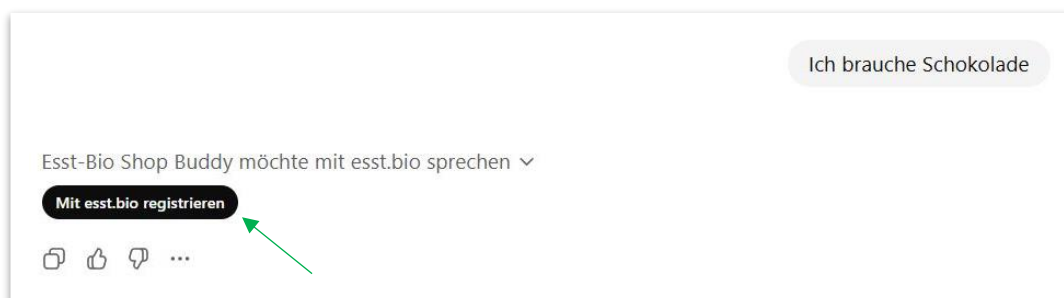 Ich brauche Schokolade
Esst-Bio Shop Buddy möchte mit esst.bio sprechen
Mit esst.bio registrieren